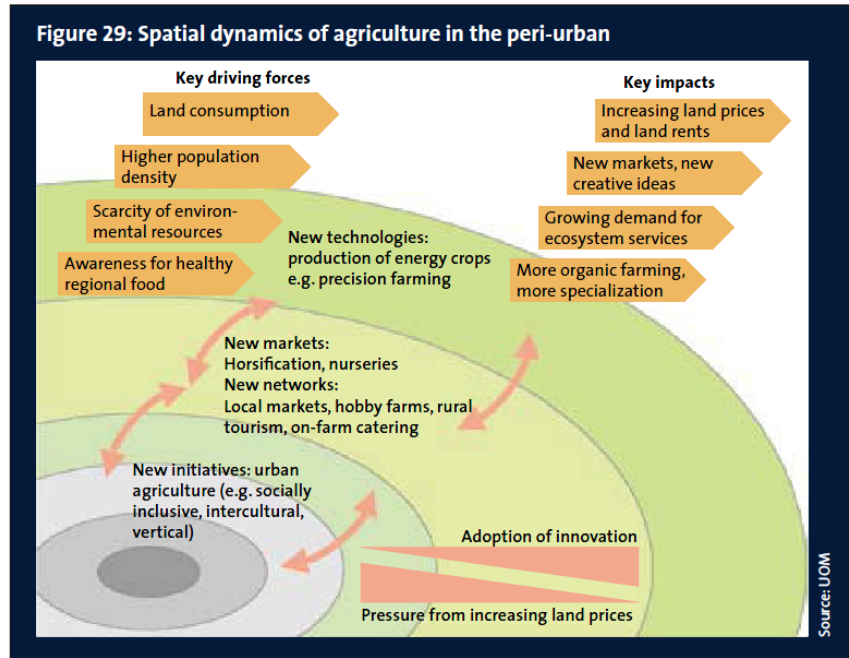 Figure 29: Spatial dynamics of agriculture in the peri-urban
Key driving forces
Land consumption
Higher population
density
Scarcity of environ-
mental resources
Awareness for healthy
regional food
Key impacts
Increasing land prices
and land rents
New markets, new
creative ideas
Growing demand for
ecosystem services
More organic farming,
more specialization
New technologies:
production of energy crops
e.g. precision farming
New markets:
Horsification, nurseries
New networks:
Local markets, hobby farms, rural
tourism, on-farm catering
New initiatives: urban
agriculture (e.g. socially
inclusive, intercultural,
vertical)
Adoption of innovation
Pressure from increasing land prices
Source: UOM